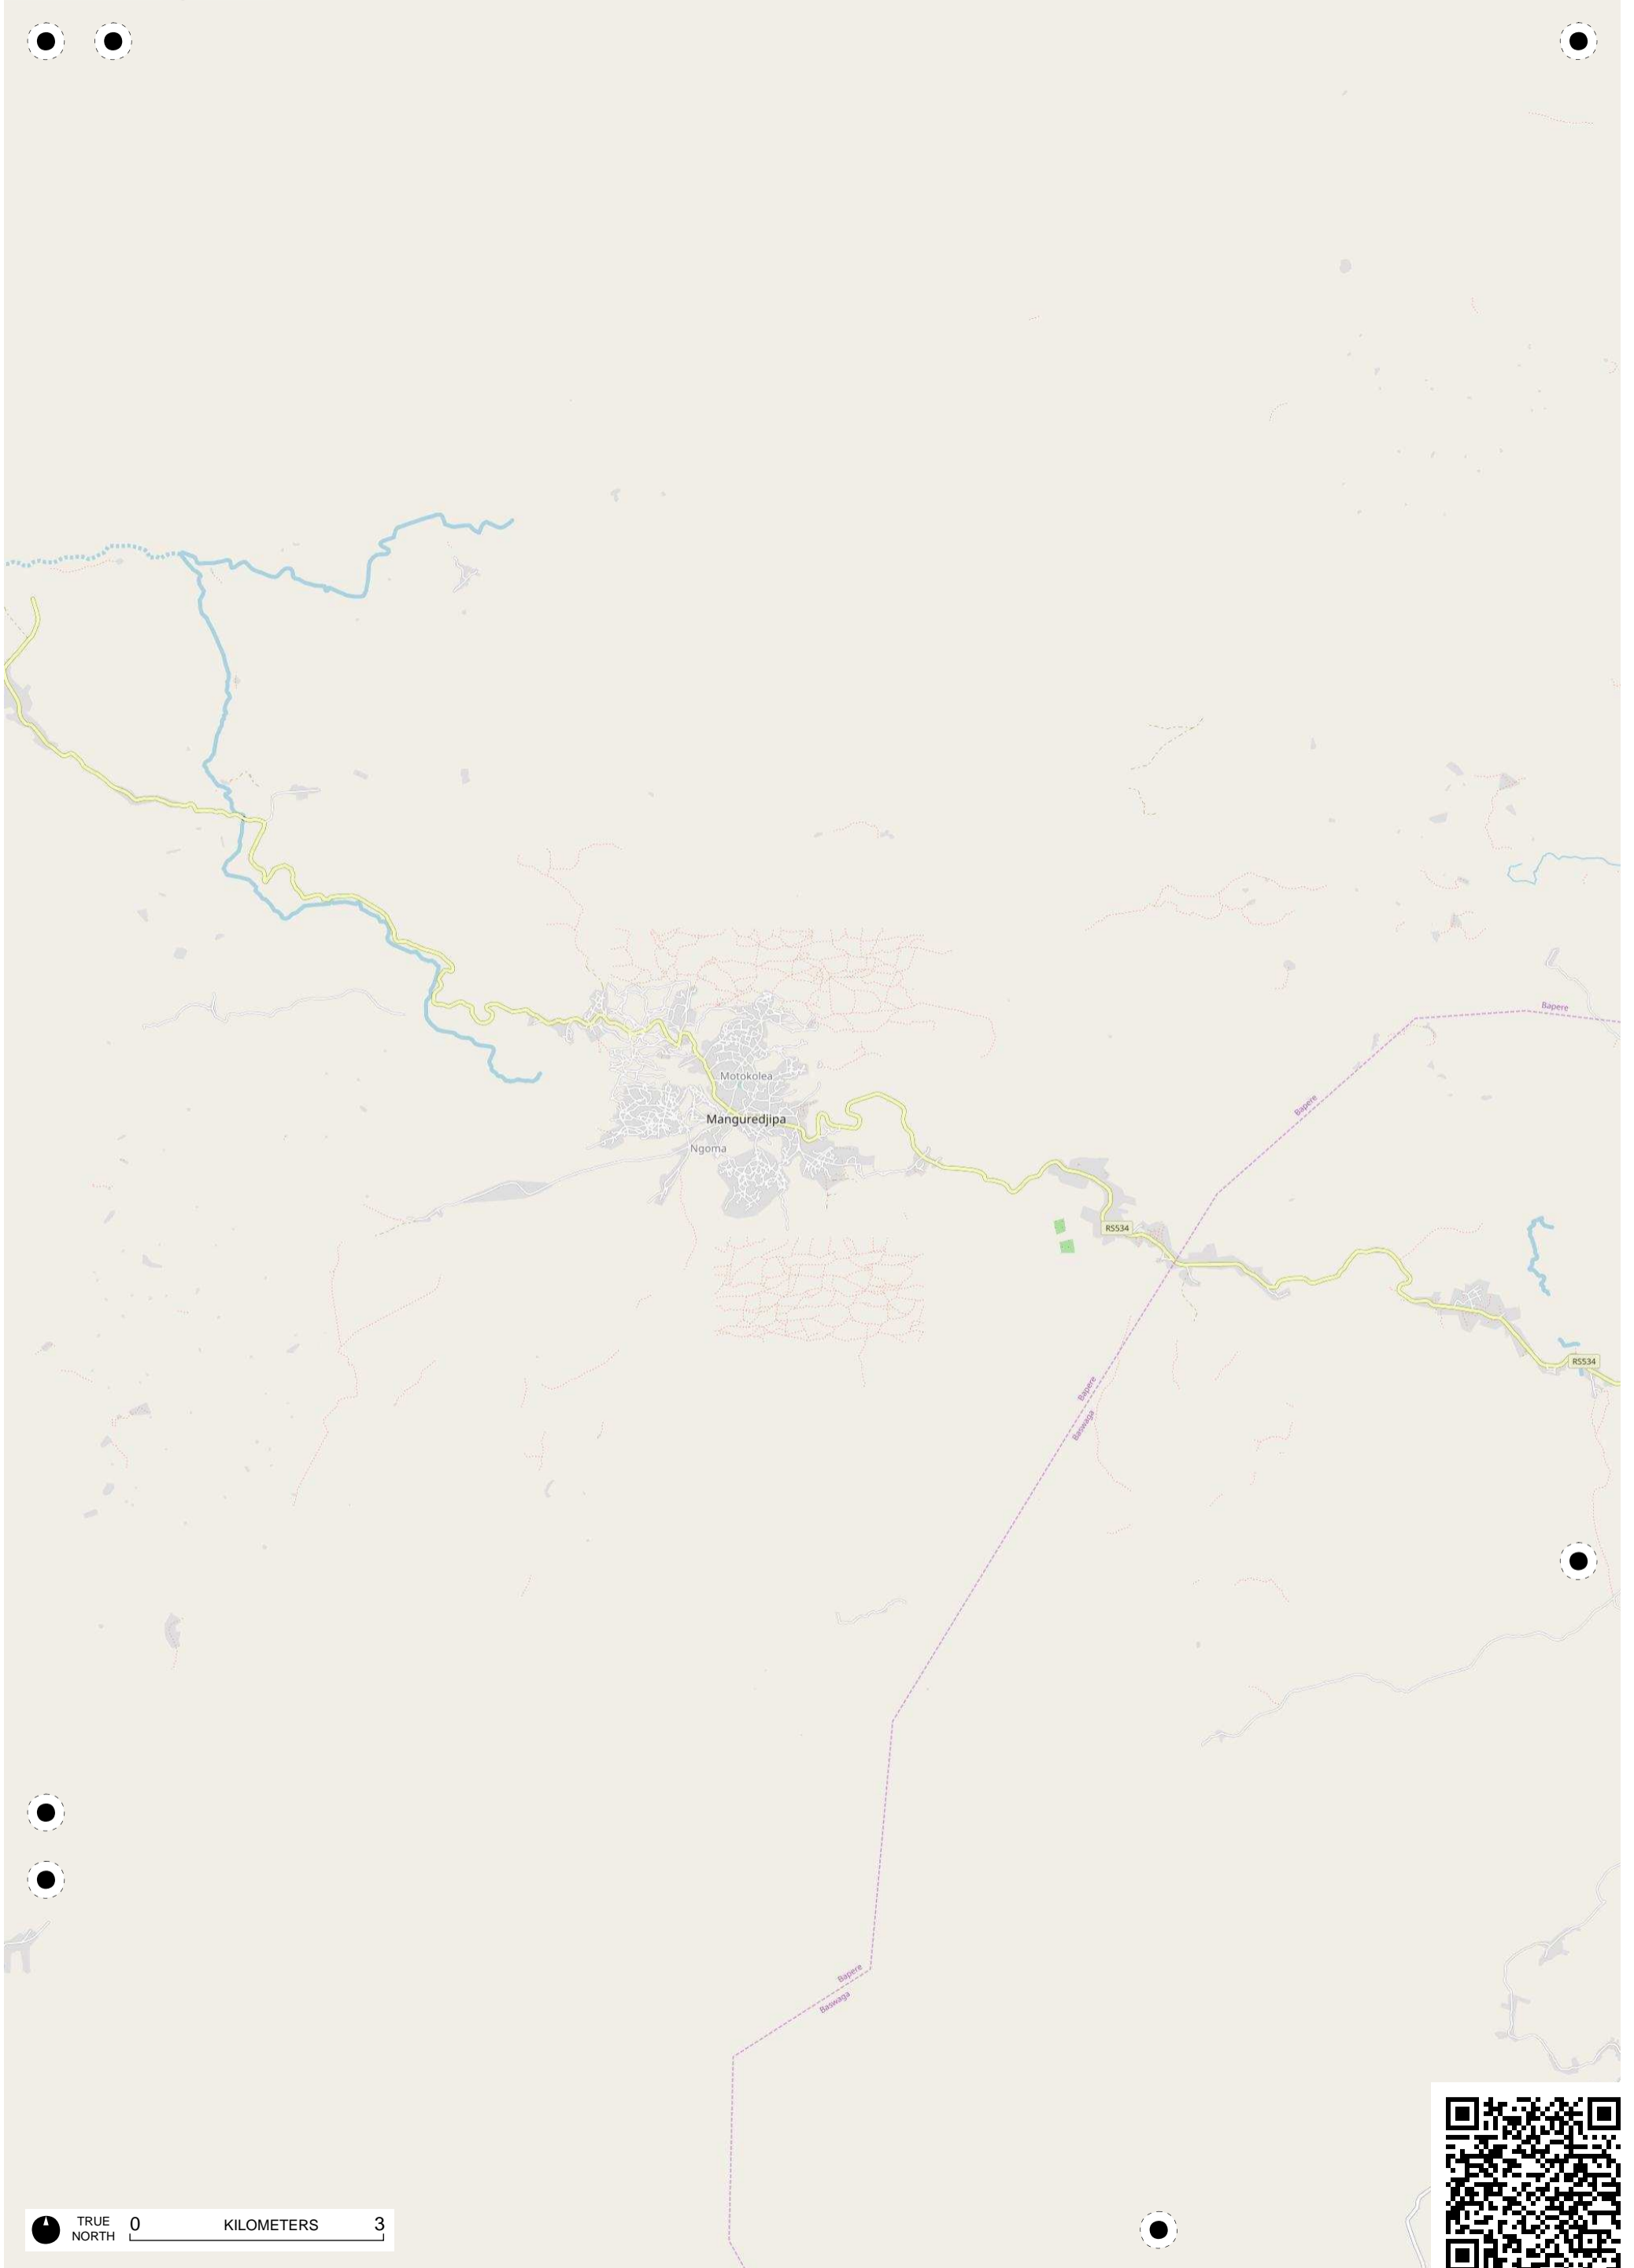 Bapere
Bapere
Motokolea
Manguredjipa
Ngoma
RS534
RS534
Bapere
Baswaga
Bapere
Baswaga
TRUE NORTH
0 KILOMETERS 3